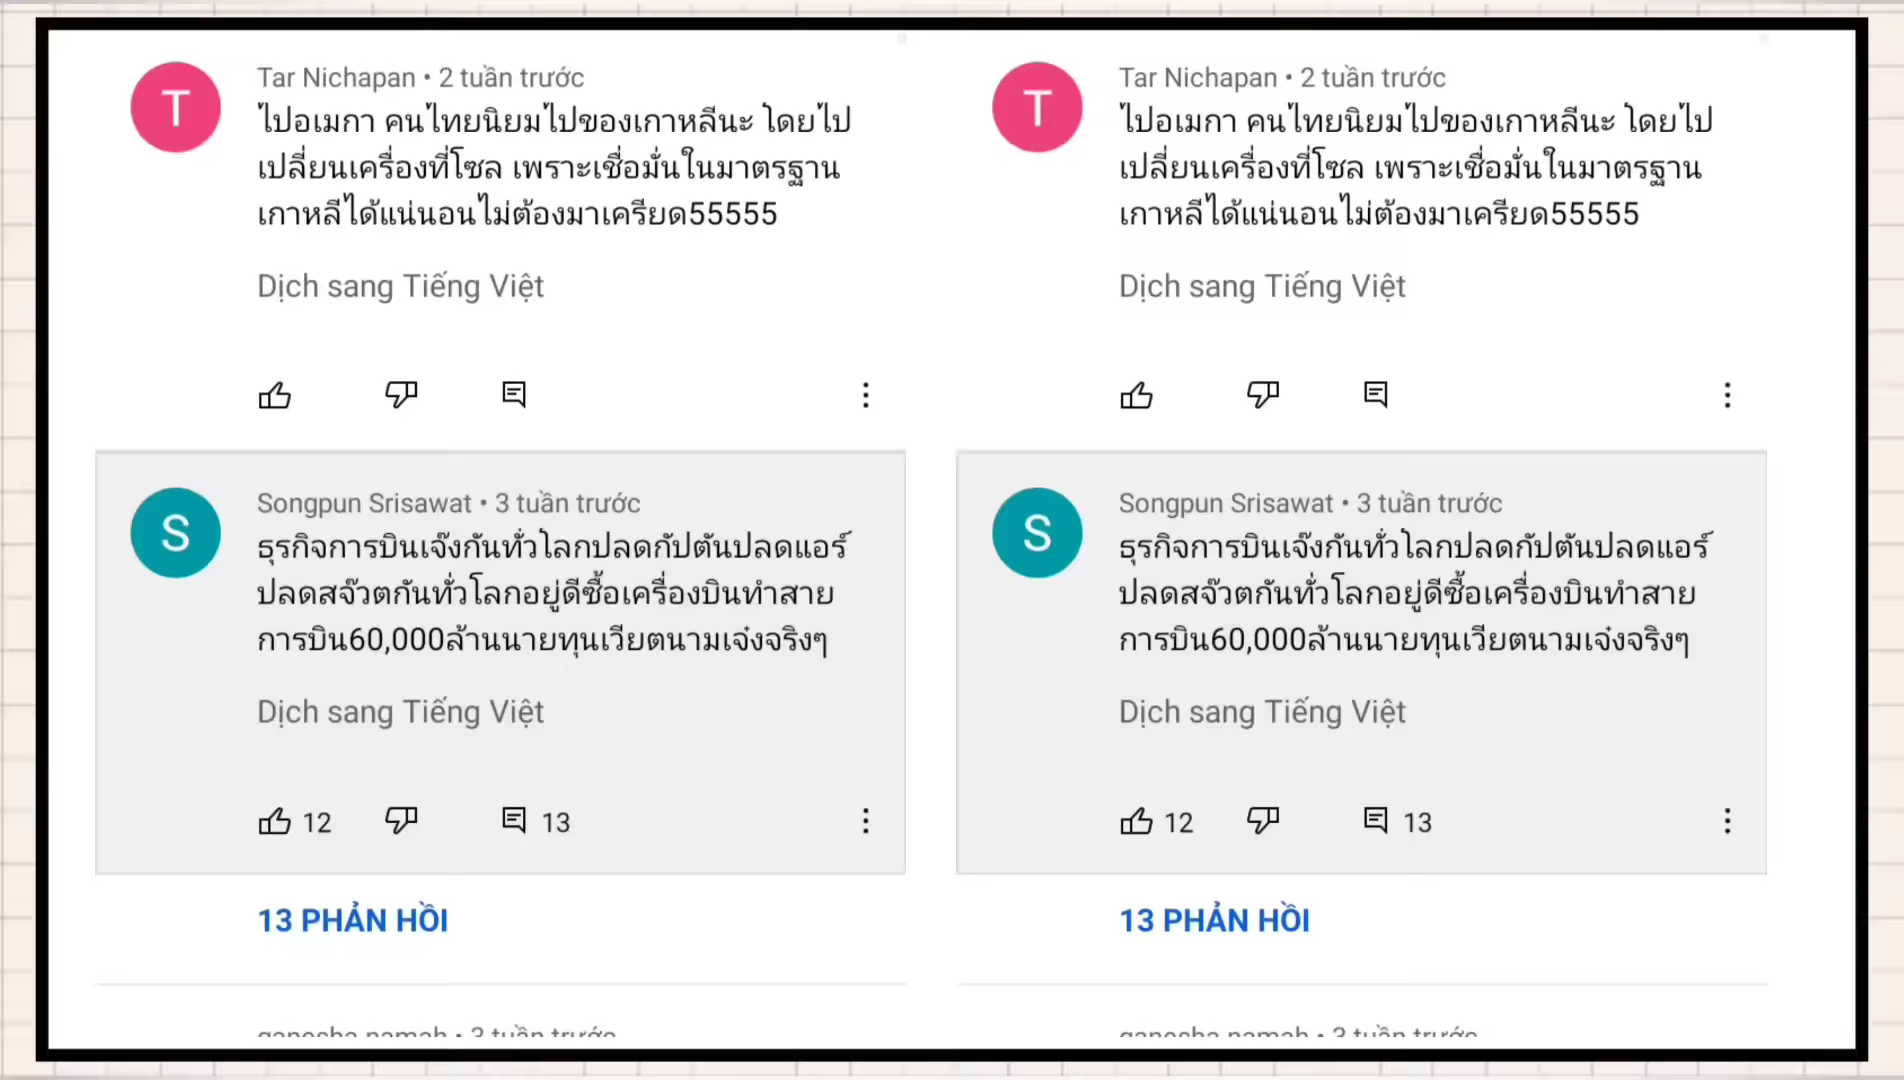 Tar Nichapan • 2 tuần trước
ไปอเมกา คนไทยนิยมไปของเกาหลีนะ โดยไป
เปลี่ยนเครื่องที่โซล เพราะเชื่อมั่นในมาตรฐาน
เกาหลีได้แน่นอนไม่ต้องมาเครียด55555
Dịch sang Tiếng Việt
Songpun Srisawat • 3 tuần trước
ธุรกิจการบินเจ๊งกันทั่วโลกปลดกัปตันปลดแอร์
ปลดสจ๊วตกันทั่วโลกอยู่ดีซื้อเครื่องบินทำสาย
การบิน60,000ล้านนายทุนเวียตนามเจ๋งจริงๆ
Dịch sang Tiếng Việt
12 13
13 PHẢN HỒI
ganesha namah • 3 tuần trước
Tar Nichapan • 2 tuần trước
ไปอเมกา คนไทยนิยมไปของเกาหลีนะ โดยไป
เปลี่ยนเครื่องที่โซล เพราะเชื่อมั่นในมาตรฐาน
เกาหลีได้แน่นอนไม่ต้องมาเครียด55555
Dịch sang Tiếng Việt
Songpun Srisawat • 3 tuần trước
ธุรกิจการบินเจ๊งกันทั่วโลกปลดกัปตันปลดแอร์
ปลดสจ๊วตกันทั่วโลกอยู่ดีซื้อเครื่องบินทำสาย
การบิน60,000ล้านนายทุนเวียตนามเจ๋งจริงๆ
Dịch sang Tiếng Việt
12 13
13 PHẢN HỒI
ganesha namah • 3 tuần trước